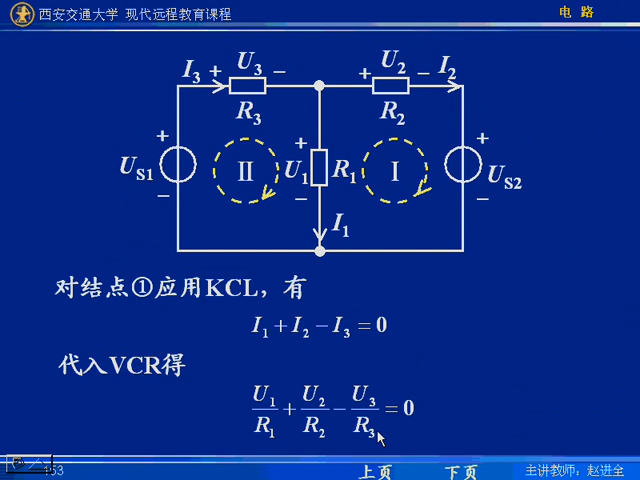 西安交通大学 现代远程教育课程
电 路
I3 + U3 − + U2 − I2
R3 R2
+ + +
US1 II U1 R1 I US2
− − −
I1
对结点①应用KCL，有
I1 + I2 − I3 = 0
代入VCR得
U1/R1 + U2/R2 − U3/R3 = 0
上页 下页 主讲教师：赵进全